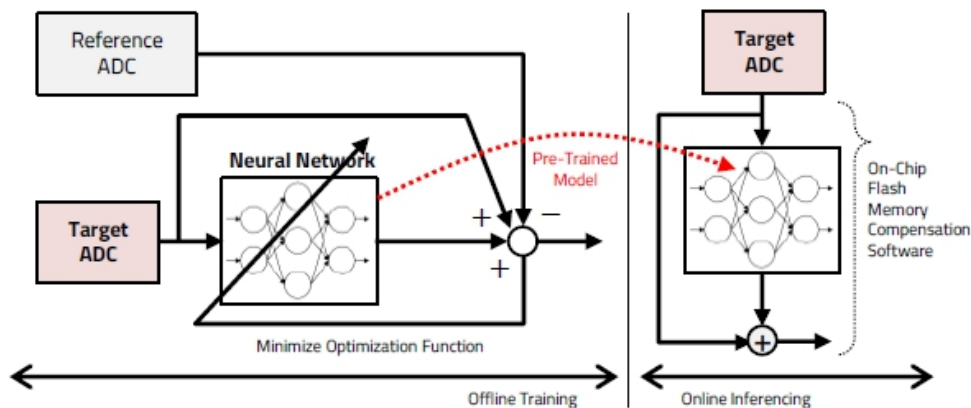 Reference
ADC
Target
ADC
Neural Network
Pre-Trained
Model
+
−
+
Target
ADC
On-Chip
Flash
Memory
Compensation
Software
+
Minimize Optimization Function
Offline Training
Online Inferencing